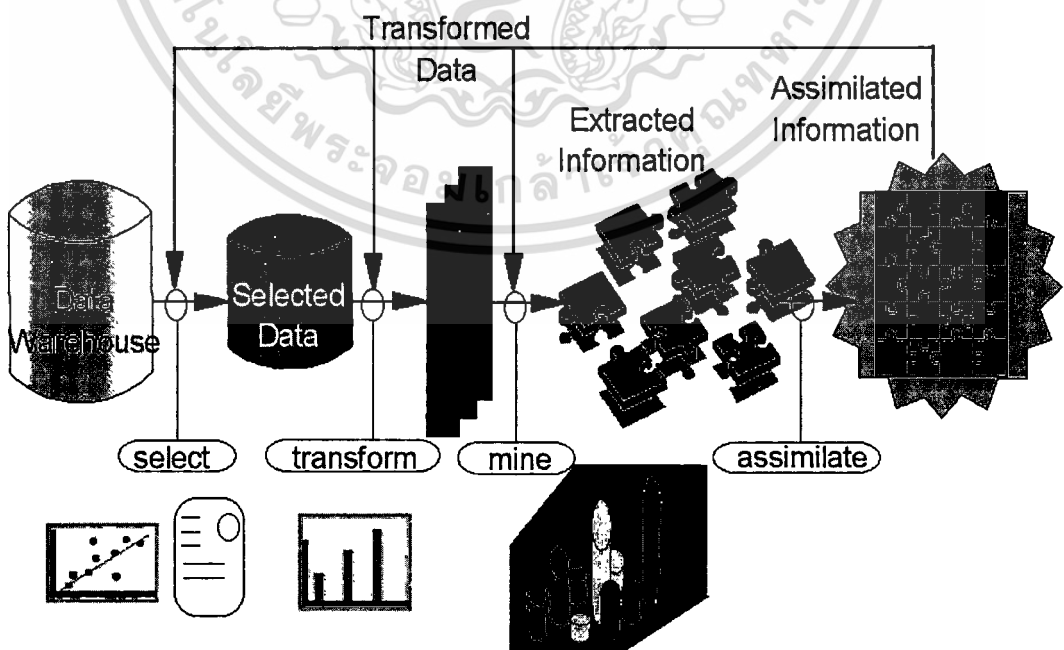 Transformed
Data
Assimilated
Information
Extracted
Information
Data
Warehouse
Selected
Data
select
transform
mine
assimilate